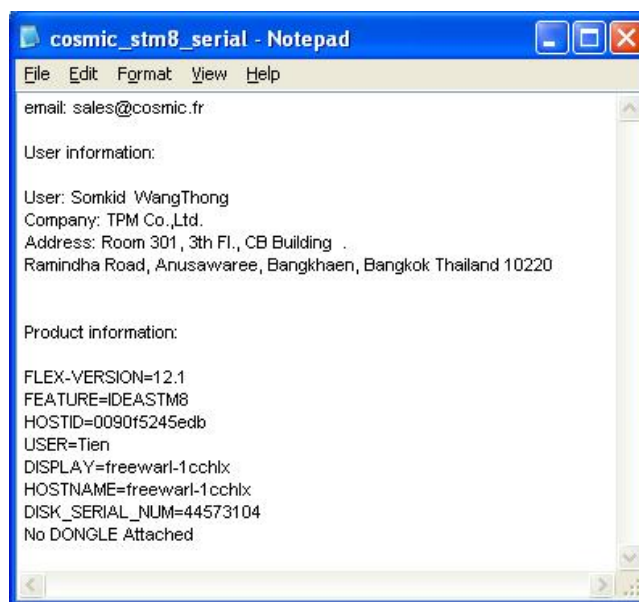 cosmic_stm8_serial - Notepad
File Edit Format View Help
email: sales@cosmic.fr
User information:
User: Somkid WangThong
Company: TPM Co.,Ltd.
Address: Room 301, 3th Fl., CB Building .
Ramindha Road, Anusawaree, Bangkhaen, Bangkok Thailand 10220
Product information:
FLEX-VERSION=12.1
FEATURE=IDEASTM8
HOSTID=0090f5245edb
USER=Tien
DISPLAY=freewarl-1cchlx
HOSTNAME=freewarl-1cchlx
DISK_SERIAL_NUM=44573104
No DONGLE Attached